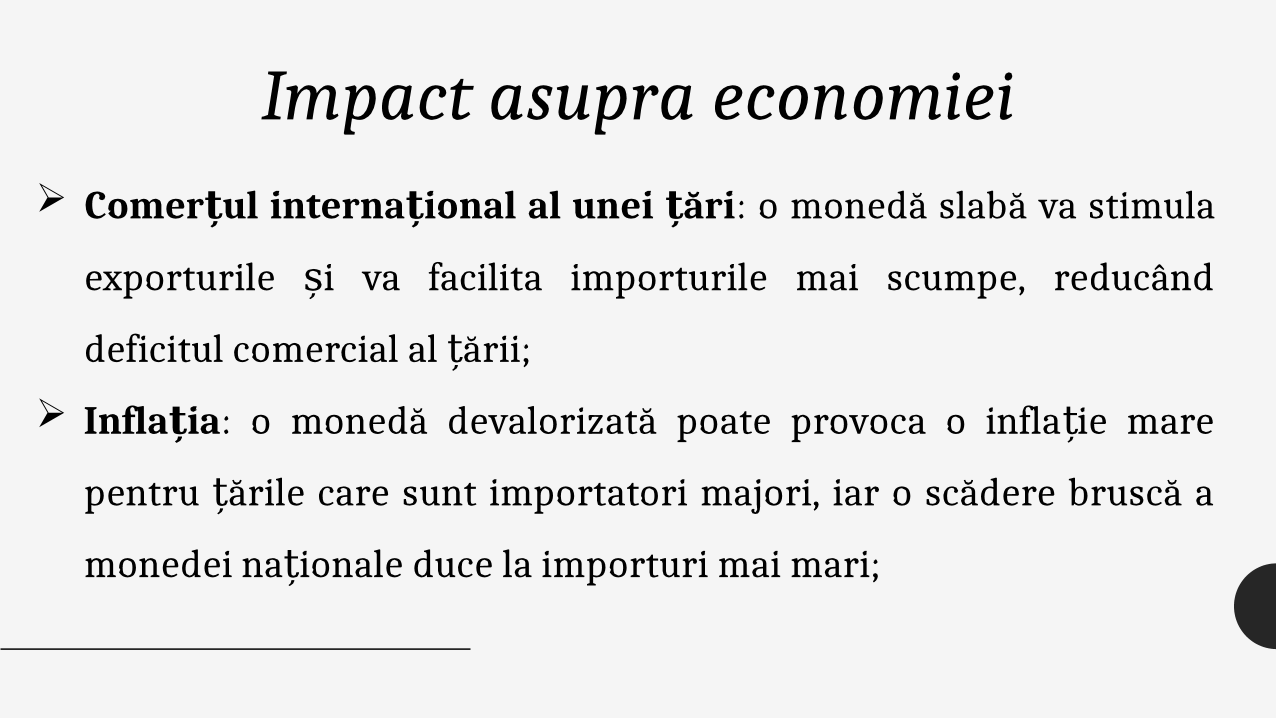 Impact asupra economiei
➢ Comerțul internațional al unei țări: o monedă slabă va stimula
exporturile și va facilita importurile mai scumpe, reducând
deficitul comercial al țării;
➢ Inflația: o monedă devalorizată poate provoca o inflație mare
pentru țările care sunt importatori majori, iar o scădere bruscă a
monedei naționale duce la importuri mai mari;